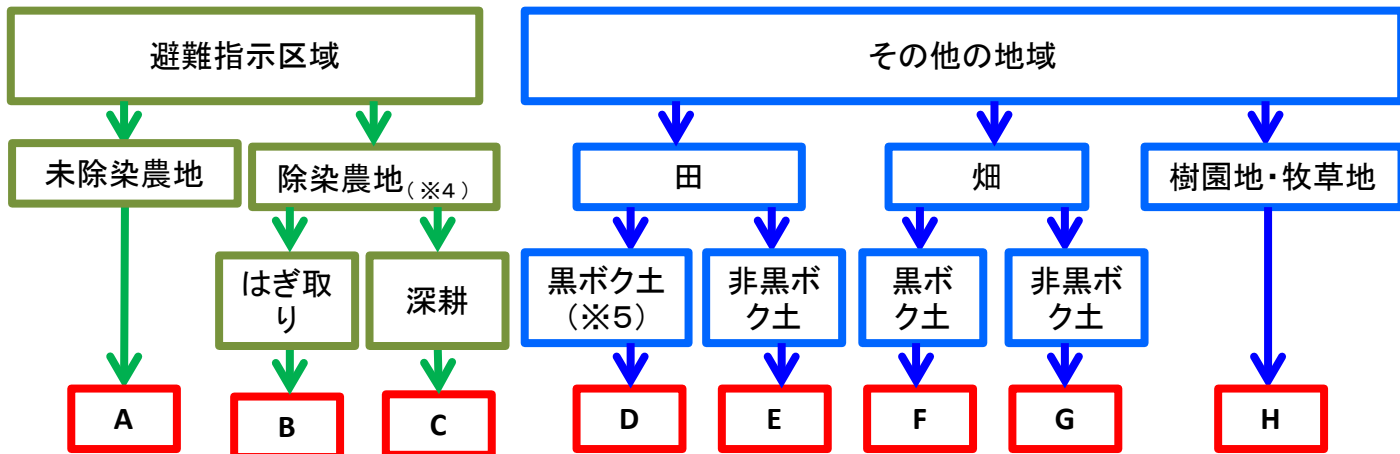 避難指示区域
その他の地域
未除染農地
除染農地(※4)
田
畑
樹園地・牧草地
はぎ取
り
深耕
黒ボク土
(※5)
非黒ボ
ク土
黒ボ
ク土
非黒ボ
ク土
A
B
C
D
E
F
G
H